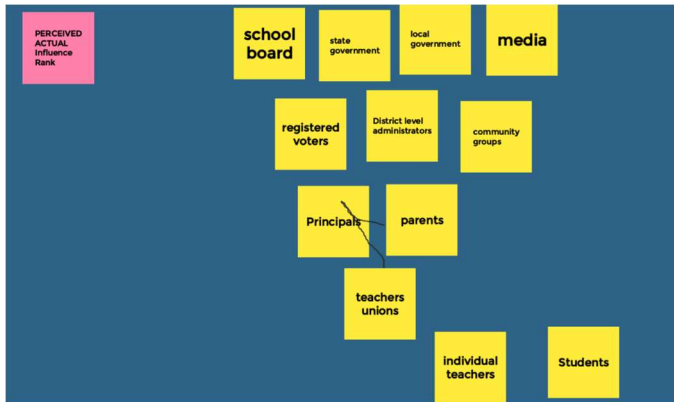 PERCEIVED
ACTUAL
Influence
Rank
school
board
state
government
local
government
media
registered
voters
District level
administrators
community
groups
Principals
parents
teachers
unions
individual
teachers
Students